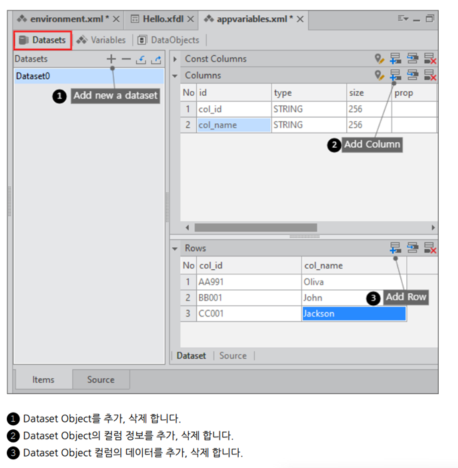 environment.xml * × Hello.xfdl × appvariables.xml * ×
Datasets Variables DataObjects
Datasets
Dataset0
1 Add new a dataset
Const Columns
Columns
No id type size prop
1 col_id STRING 256
2 col_name STRING 256
2 Add Column
Rows
No col_id col_name
1 AA991 Oliva
2 BB001 John
3 CC001 Jackson
3 Add Row
Dataset Source
Items Source
1 Dataset Object를 추가, 삭제 합니다.
2 Dataset Object의 컬럼 정보를 추가, 삭제 합니다.
3 Dataset Object 컬럼의 데이터를 추가, 삭제 합니다.